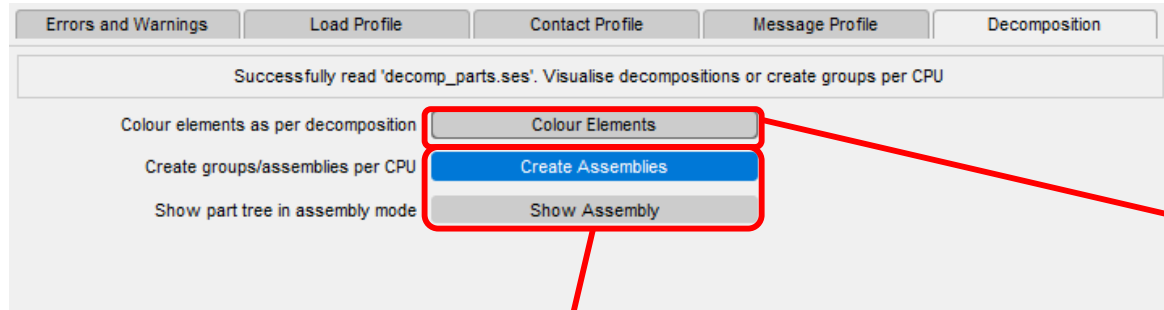 Errors and Warnings Load Profile Contact Profile Message Profile Decomposition
Successfully read 'decomp_parts.ses'. Visualise decompositions or create groups per CPU
Colour elements as per decomposition Colour Elements
Create groups/assemblies per CPU Create Assemblies
Show part tree in assembly mode Show Assembly